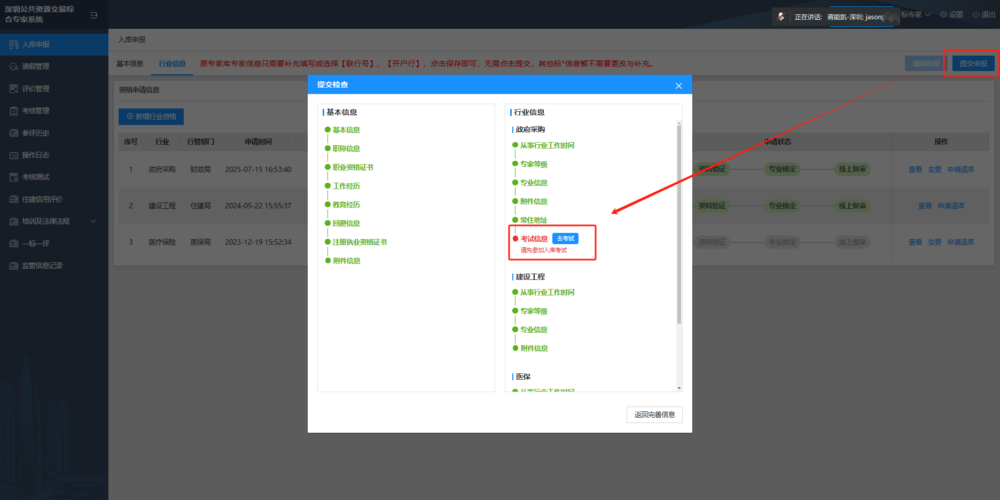 深圳公共资源交易综
合专家系统
正在讲话: 蒋能凯-深圳; jason;
标专家
设置
退出
入库申报
请假管理
评价管理
考核管理
参评历史
操作日志
考核测试
住建信用评价
培训及法律法规
一标一评
监管信息记录
入库申报
基本信息
行业信息
原专家库专家信息只需要补充填写或选择【联行号】、【开户行】，点击保存即可，无需点击提交，其他标*信息暂不需要更改与补充。
撤回申报
提交申报
资格申请信息
新增行业资格
序号 行业 行管部门 申请时间 申请状态 操作
1 政府采购 财政局 2025-07-15 16:53:40 资料验证 专业核定 线上复审 查看 变更 申请退库
2 建设工程 住建局 2024-05-22 15:55:37 资料验证 专业核定 线上复审 查看 申请退库
3 医疗保险 医保局 2023-12-19 15:52:34 资料验证 专业核定 线上复审 查看 变更 申请退库
提交检查
基本信息
基本信息
职称信息
职业资格证书
工作经历
教育经历
回避信息
注册执业资格证书
附件信息
行业信息
政府采购
从事行业工作时间
专家等级
专业信息
附件信息
常住地址
考试信息 去考试
请先参加入库考试
建设工程
从事行业工作时间
专家等级
专业信息
附件信息
医保
从事行业工作时间
返回完善信息